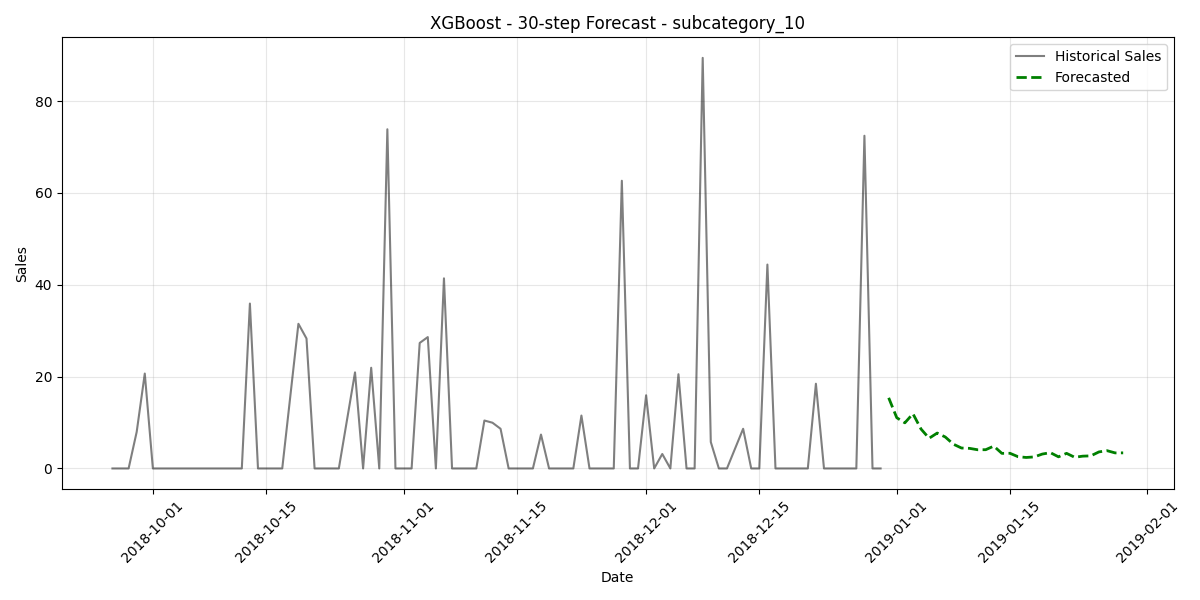 XGBoost - 30-step Forecast - subcategory_10
Historical Sales
Forecasted
80
60
40
20
0
Sales
2018-10-01
2018-10-15
2018-11-01
2018-11-15
2018-12-01
2018-12-15
2019-01-01
2019-01-15
2019-02-01
Date